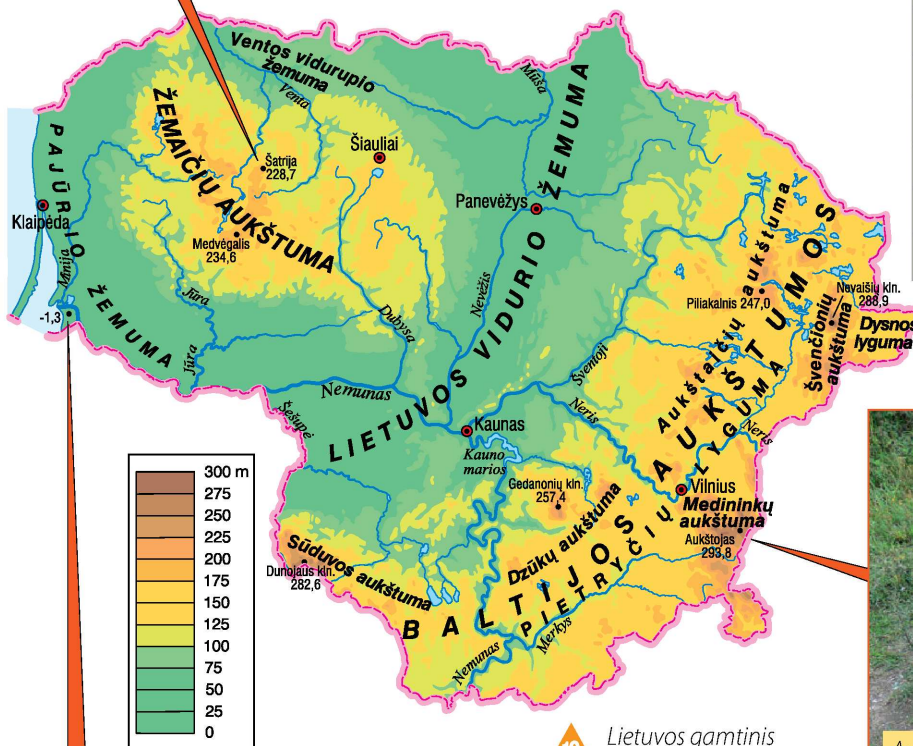 Ventos vidurupio
žemuma
Venta
Mūša
ŽEMAIČIŲ AUKŠTUMA
Šatrija
228,7
Šiauliai
Medvėgalis
234,6
PAJŪRIO ŽEMUMA
Klaipėda
Minija
-1,3
Jūra
Jūra
Dubysa
Panevėžys
Nevėžis
LIETUVOS VIDURIO ŽEMUMA
Nemunas
Šešupė
Šventoji
Neris
Kaunas
Kauno
marios
Piliakalnis 247,0
Aukštaičių aukštuma
Nevaišių kln.
288,9
Švenčionių
aukštuma
Dysnos
lyguma
Neris
Vilnius
Medininkų
aukštuma
Aukštojas
293,8
Gedanonių kln.
257,4
Dzūkų aukštuma
BALTIJOS AUKŠTUMOS
PIETRYČIŲ LYGUMA
Sūduvos aukštuma
Dunojaus kln.
282,6
Merkys
Nemunas
300 m
275
250
225
200
175
150
125
100
75
50
25
0
Lietuvos gamtinis
A